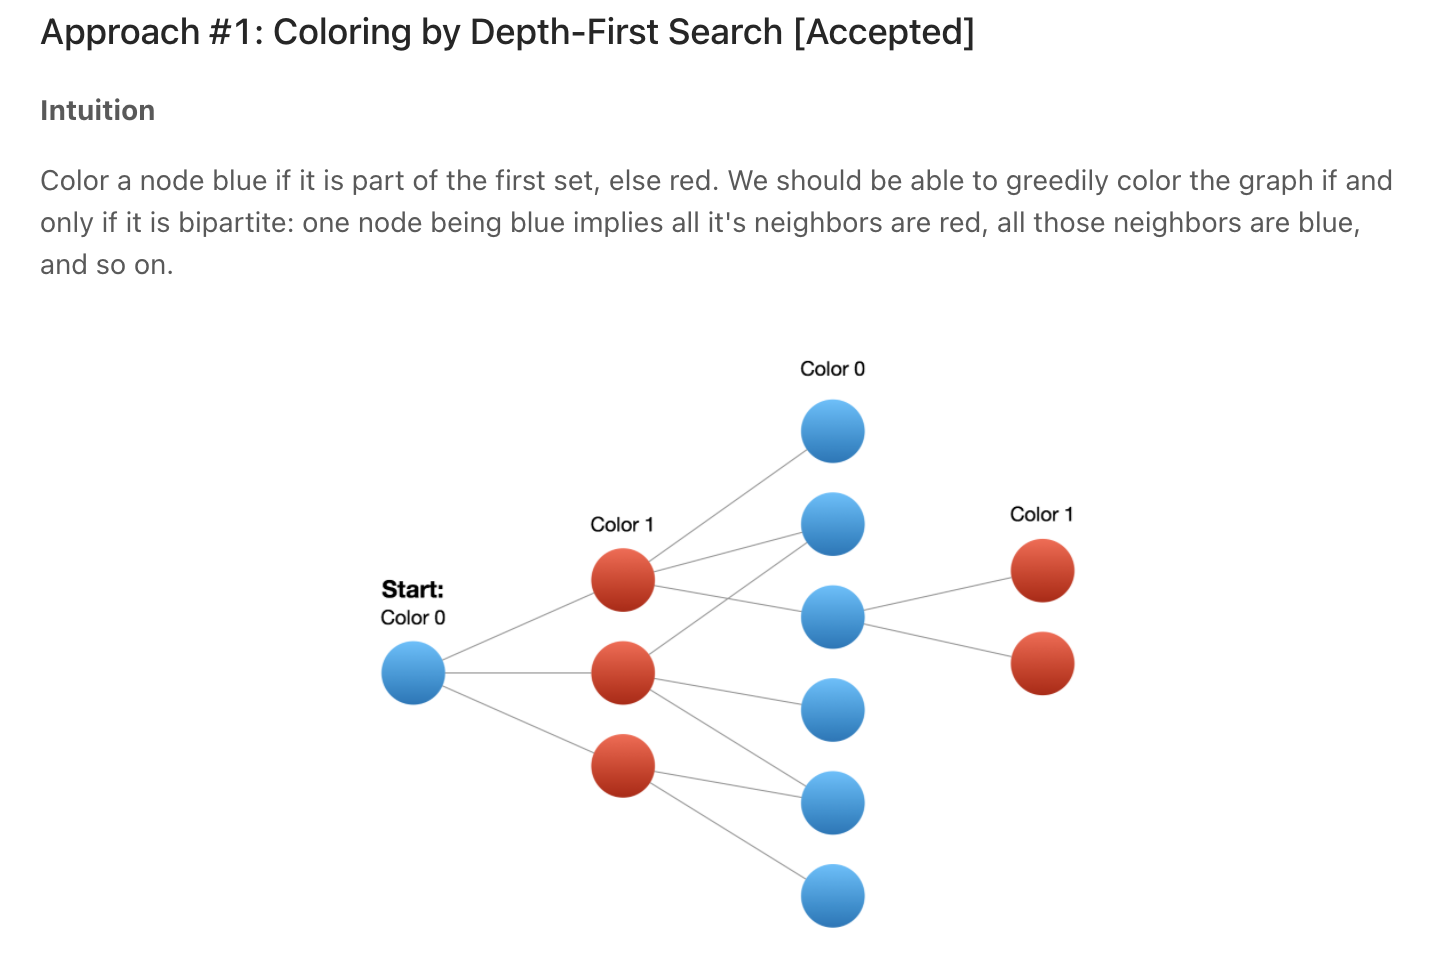 Approach #1: Coloring by Depth-First Search [Accepted]
Intuition
Color a node blue if it is part of the first set, else red. We should be able to greedily color the graph if and
only if it is bipartite: one node being blue implies all it's neighbors are red, all those neighbors are blue,
and so on.
Color 0
Color 1
Color 1
Start:
Color 0